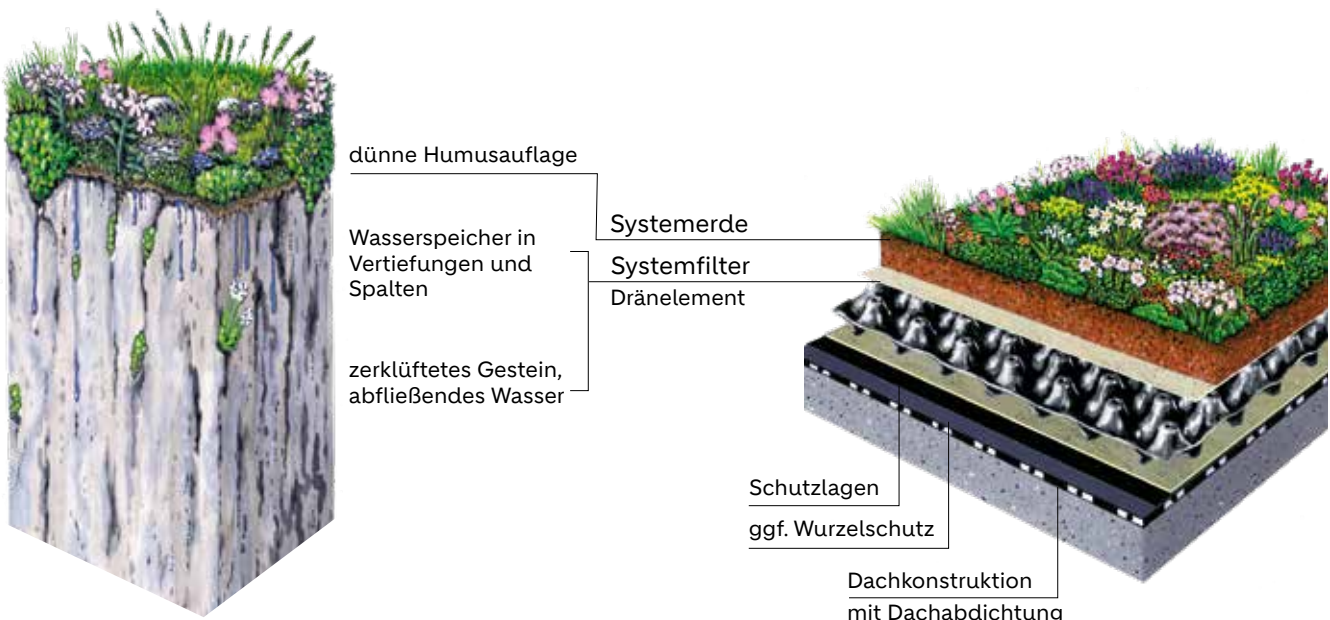 dünne Humusauflage
Wasserspeicher in
Vertiefungen und
Spalten
zerklüftetes Gestein,
abfließendes Wasser
Systemerde
Systemfilter
Dränelement
Schutzlagen
ggf. Wurzelschutz
Dachkonstruktion
mit Dachabdichtung